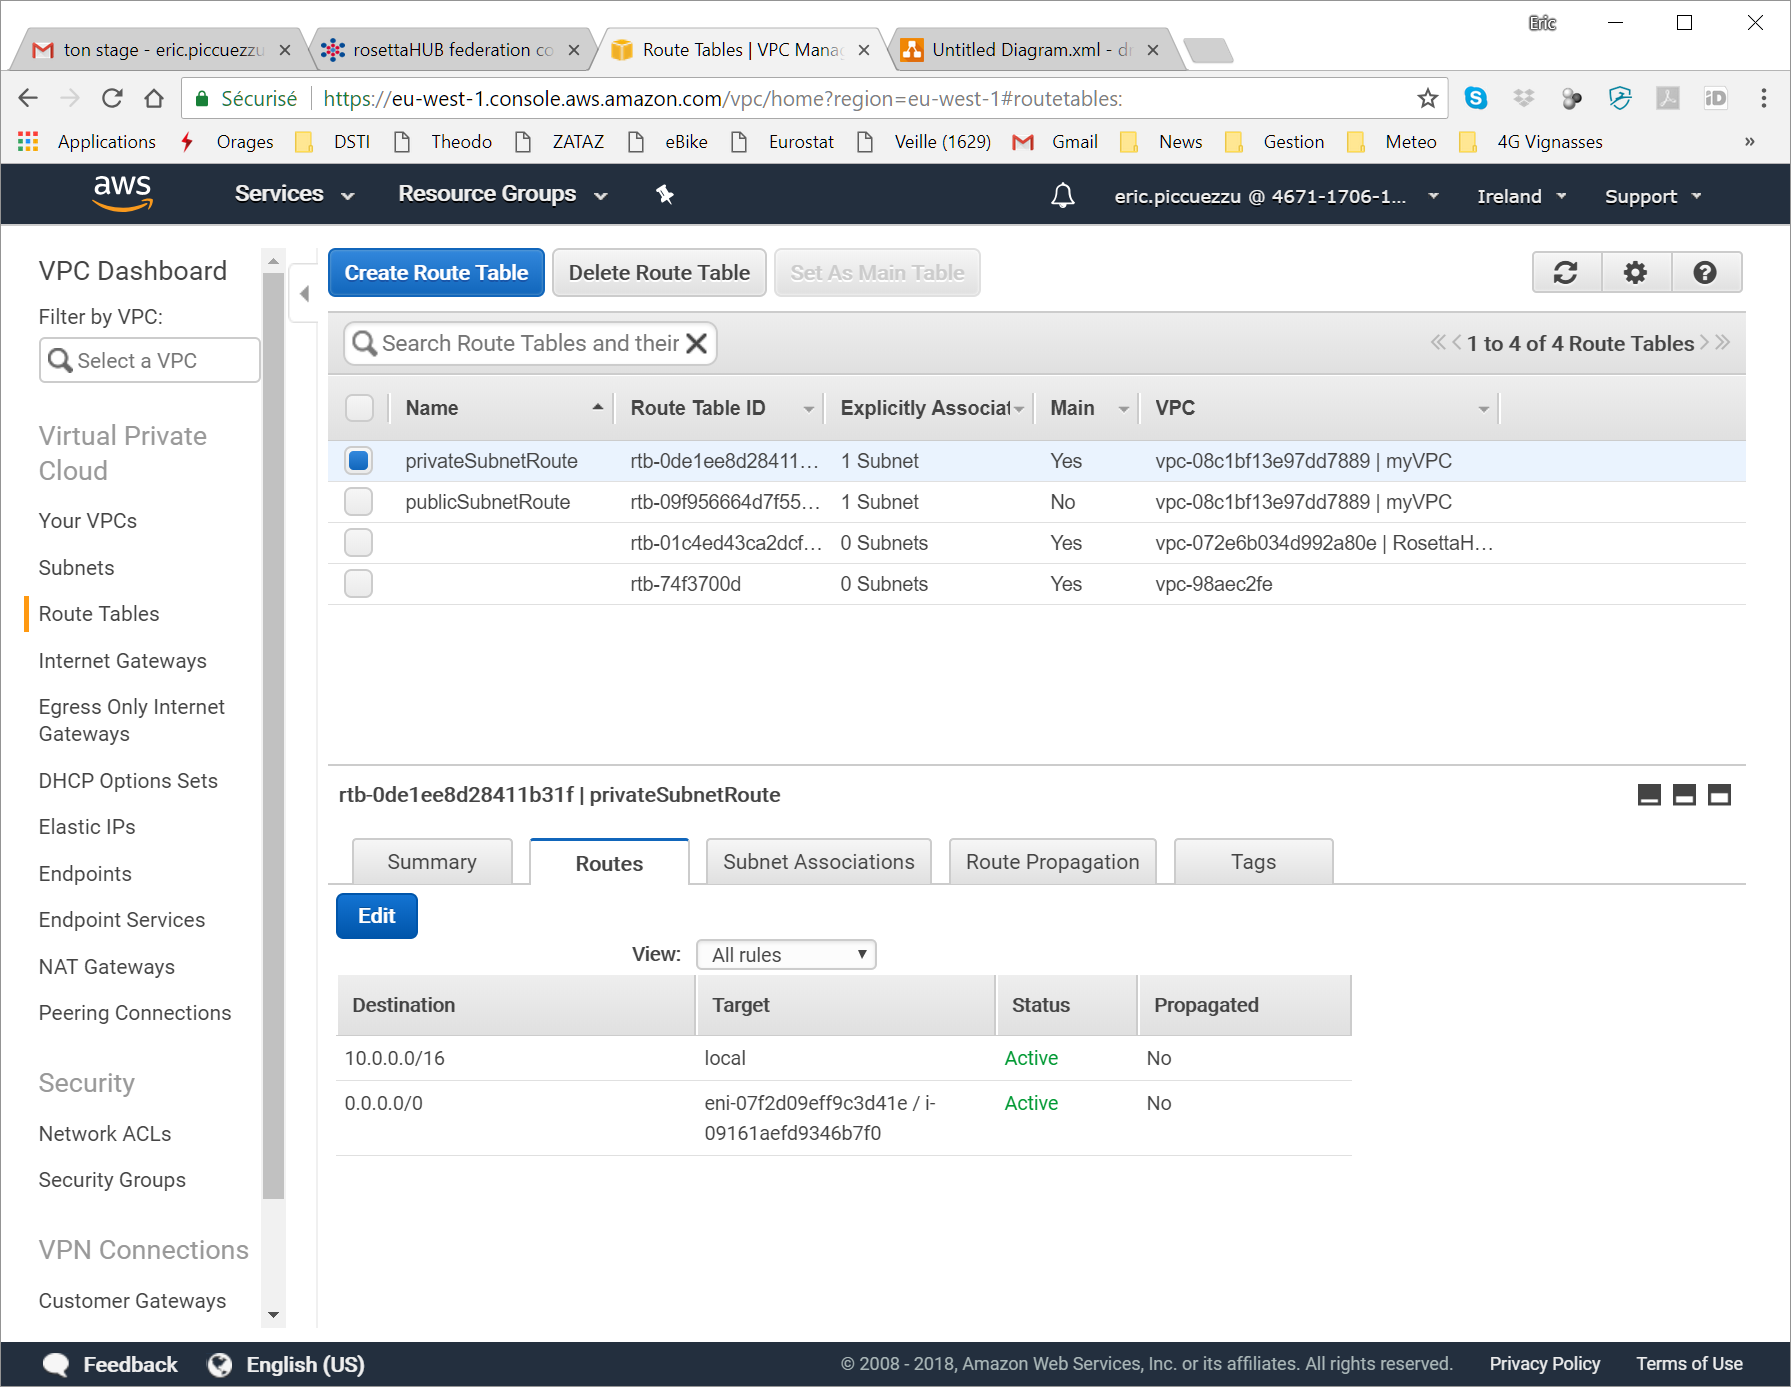 Eric
ton stage - eric.piccuezzu
rosettaHUB federation co
Route Tables | VPC Mana
Untitled Diagram.xml - dr
Sécurisé
https://eu-west-1.console.aws.amazon.com/vpc/home?region=eu-west-1#routetables:
Applications Orages DSTI Theodo ZATAZ eBike Eurostat Veille (1629) Gmail News Gestion Meteo 4G Vignasses »
aws Services Resource Groups eric.piccuezzu @ 4671-1706-1... Ireland Support
VPC Dashboard
Filter by VPC:
Select a VPC
Virtual Private
Cloud
Your VPCs
Subnets
Route Tables
Internet Gateways
Egress Only Internet
Gateways
DHCP Options Sets
Elastic IPs
Endpoints
Endpoint Services
NAT Gateways
Peering Connections
Security
Network ACLs
Security Groups
VPN Connections
Customer Gateways
Create Route Table Delete Route Table Set As Main Table
Search Route Tables and their
1 to 4 of 4 Route Tables
Name Route Table ID Explicitly Associat Main VPC
privateSubnetRoute rtb-0de1ee8d28411... 1 Subnet Yes vpc-08c1bf13e97dd7889 | myVPC
publicSubnetRoute rtb-09f956664d7f55... 1 Subnet No vpc-08c1bf13e97dd7889 | myVPC
rtb-01c4ed43ca2dcf... 0 Subnets Yes vpc-072e6b034d992a80e | RosettaH...
rtb-74f3700d 0 Subnets Yes vpc-98aec2fe
rtb-0de1ee8d28411b31f | privateSubnetRoute
Summary Routes Subnet Associations Route Propagation Tags
Edit
View: All rules
Destination Target Status Propagated
10.0.0.0/16 local Active No
0.0.0.0/0 eni-07f2d09eff9c3d41e / i-
09161aefd9346b7f0 Active No
Feedback English (US) © 2008 - 2018, Amazon Web Services, Inc. or its affiliates. All rights reserved. Privacy Policy Terms of Use